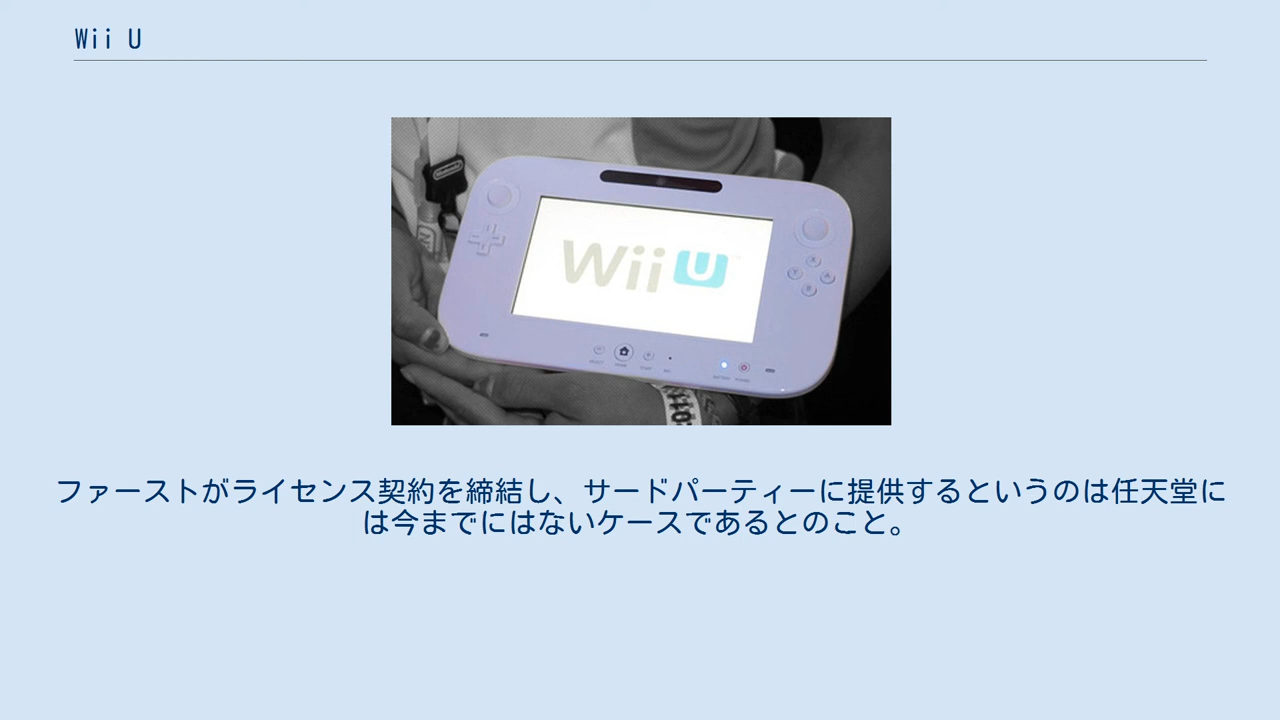 Wii U
Nintendo
Wii U
X
Y
A
B
2011
ファーストがライセンス契約を締結し、サードパーティーに提供するというのは任天堂に
は今までにはないケースであるとのこと。